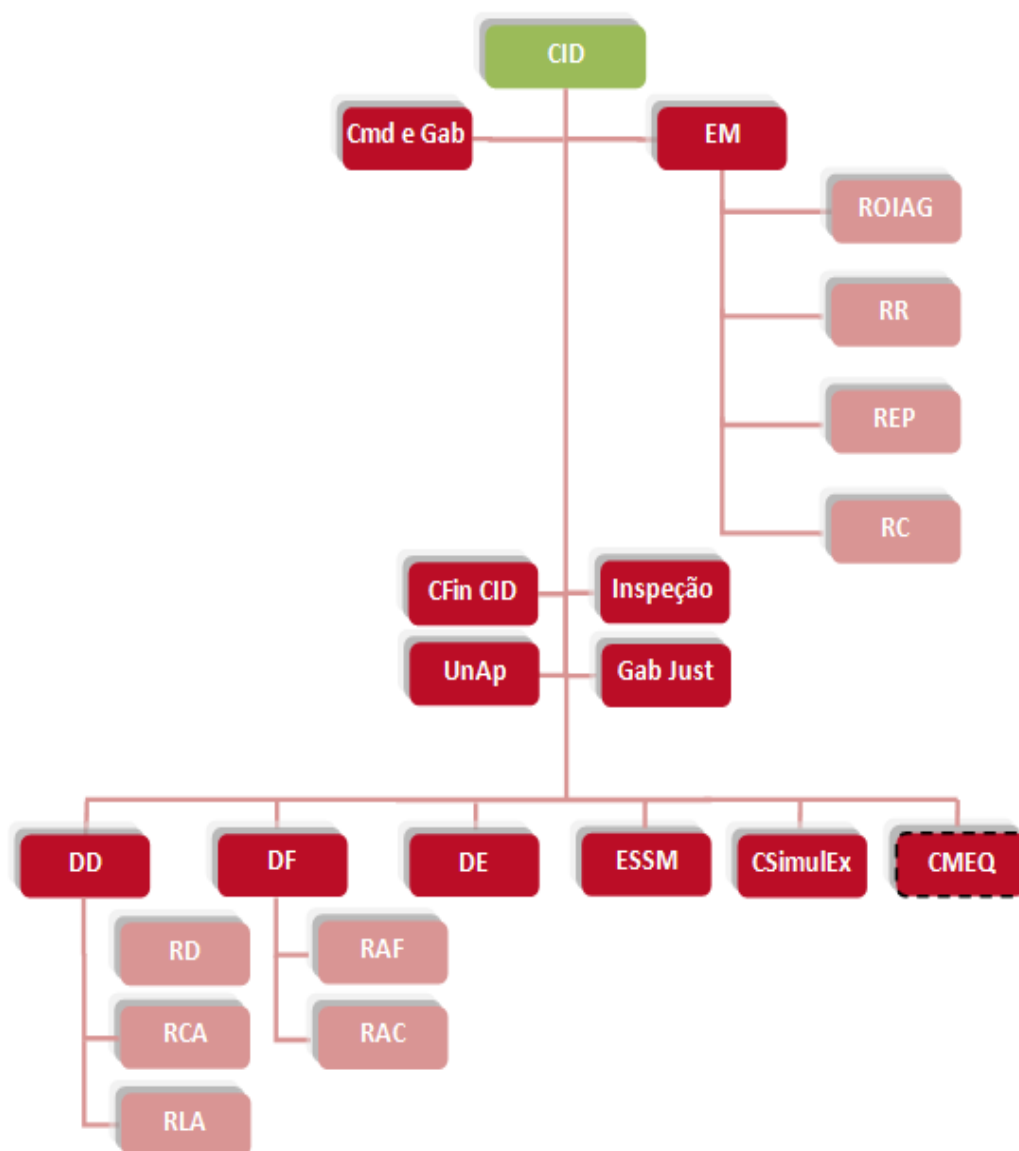 CID
Cmd e Gab
EM
ROIAG
RR
REP
RC
CFin CID
Inspeção
UnAp
Gab Just
DD
DF
DE
ESSM
CSimulEx
CMEQ
RD
RAF
RCA
RAC
RLA